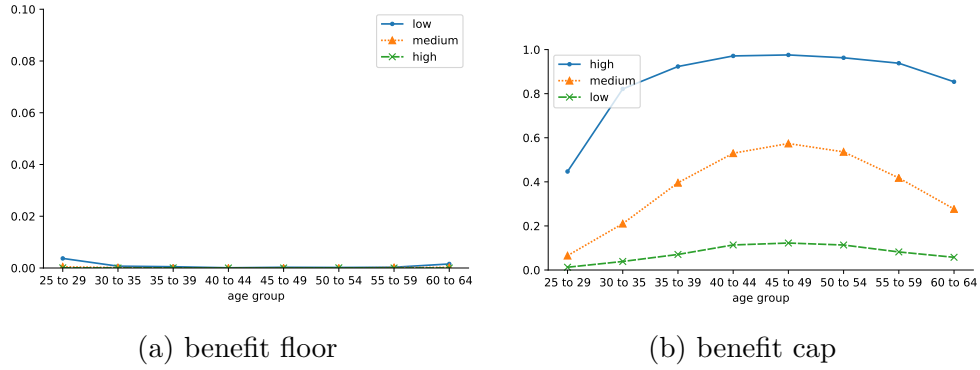 0.10
0.08
0.06
0.04
0.02
0.00
low
medium
high
25 to 29 30 to 35 35 to 39 40 to 44 45 to 49 50 to 54 55 to 59 60 to 64
age group
(a) benefit floor
1.0
0.8
0.6
0.4
0.2
0.0
high
medium
low
25 to 29 30 to 35 35 to 39 40 to 44 45 to 49 50 to 54 55 to 59 60 to 64
age group
(b) benefit cap